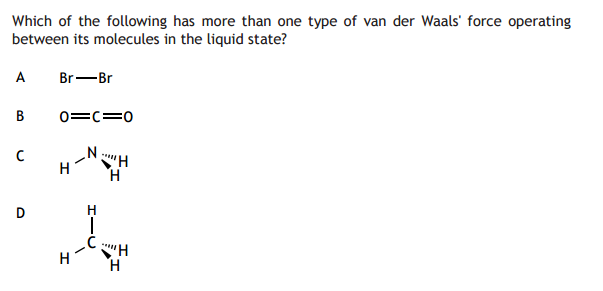 Which of the following has more than one type of van der Waals' force operating
between its molecules in the liquid state?
A Br—Br
B O=C=O
C N H H H
D H C H H H